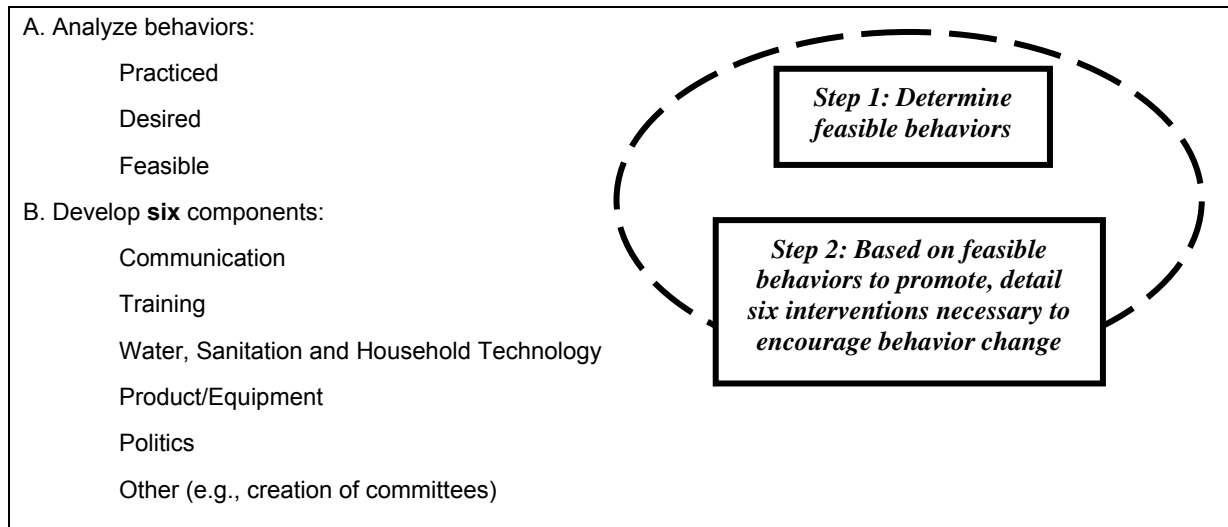 A. Analyze behaviors:
Practiced
Desired
Feasible
B. Develop six components:
Communication
Training
Water, Sanitation and Household Technology
Product/Equipment
Politics
Other (e.g., creation of committees)
Step 1: Determine
feasible behaviors
Step 2: Based on feasible
behaviors to promote, detail
six interventions necessary to
encourage behavior change